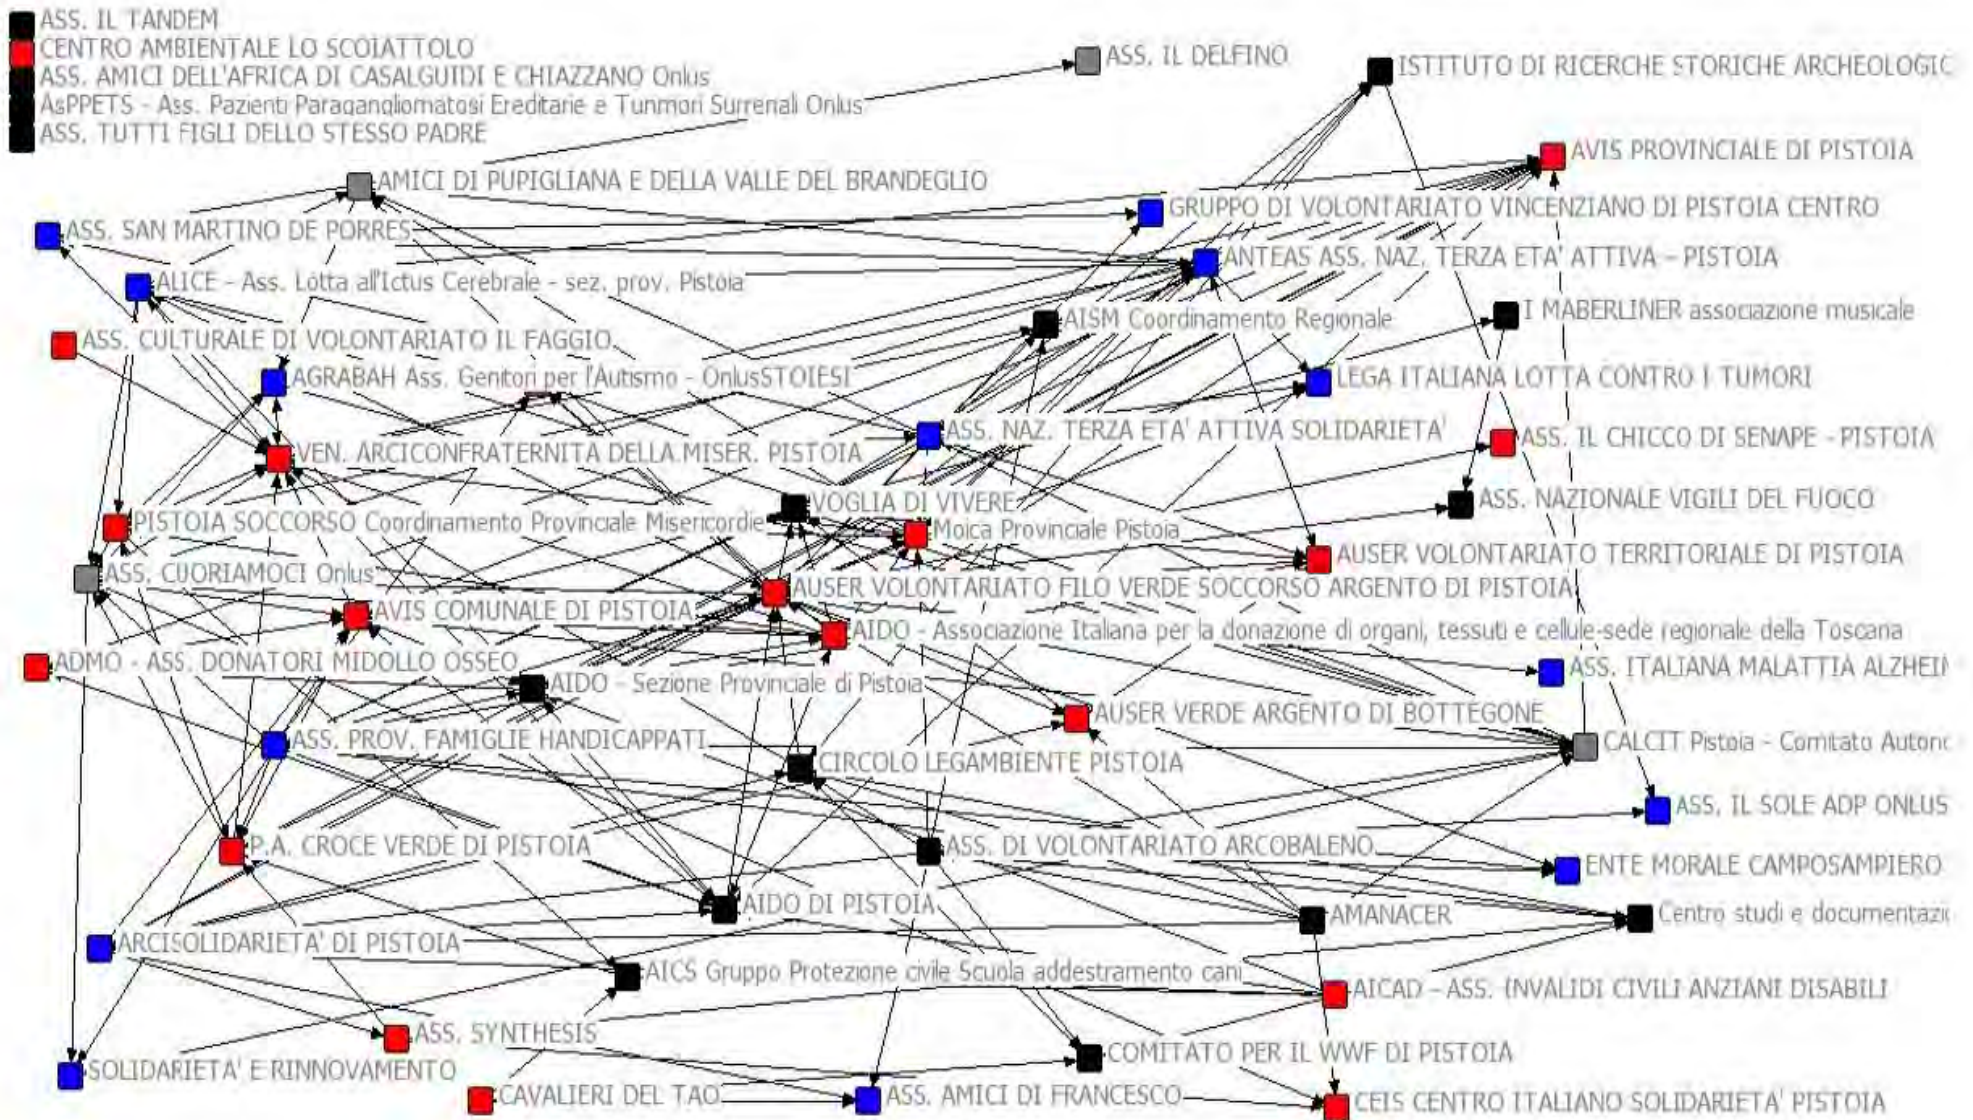 ASS. IL TANDEM
CENTRO AMBIENTALE LO SCOIATTOLO
ASS. AMICI DELL'AFRICA DI CASALGUIDI E CHIAZZANO Onlus
AsPPETS - Ass. Pazienti Paragangliomatosi Ereditarie e Tunmori Surrenali Onlus
ASS. TUTTI FIGLI DELLO STESSO PADRE
ASS. IL DELFINO
ISTITUTO DI RICERCHE STORICHE ARCHEOLOGIC
AVIS PROVINCIALE DI PISTOIA
AMICI DI PUPIGLIANA E DELLA VALLE DEL BRANDEGLIO
GRUPPO DI VOLONTARIATO VINCENZIANO DI PISTOIA CENTRO
ASS. SAN MARTINO DE PORRES
ANTEAS ASS. NAZ. TERZA ETA' ATTIVA - PISTOIA
ALICE - Ass. Lotta all'Ictus Cerebrale - sez. prov. Pistoia
I MABERLINER associazione musicale
AISM Coordinamento Regionale
ASS. CULTURALE DI VOLONTARIATO IL FAGGIO
AGRABAH Ass. Genitori per l'Autismo - OnlusSTOIESI
LEGA ITALIANA LOTTA CONTRO I TUMORI
ASS. NAZ. TERZA ETA' ATTIVA SOLIDARIETA'
ASS. IL CHICCO DI SENAPE - PISTOIA
VEN. ARCICONFRATERNITA DELLA MISER. PISTOIA
VOGLIA DI VIVERE
ASS. NAZIONALE VIGILI DEL FUOCO
PISTOIA SOCCORSO Coordinamento Provinciale Misericordie
Moica Provinciale Pistoia
AUSER VOLONTARIATO TERRITORIALE DI PISTOIA
ASS. CUORIAMOCI Onlus
AUSER VOLONTARIATO FILO VERDE SOCCORSO ARGENTO DI PISTOIA
AVIS COMUNALE DI PISTOIA
AIDO - Associazione Italiana per la donazione di organi, tessuti e cellule-sede regionale della Toscana
ADMO - ASS. DONATORI MIDOLLO OSSEO
ASS. ITALIANA MALATTIA ALZHEIM
AIDO - Sezione Provinciale di Pistoia
AUSER VERDE ARGENTO DI BOTTEGONE
ASS. PROV. FAMIGLIE HANDICAPPATI
CALCIT Pistoia - Comitato Autono
CIRCOLO LEGAMBIENTE PISTOIA
ASS. IL SOLE ADP ONLUS
P.A. CROCE VERDE DI PISTOIA
ASS. DI VOLONTARIATO ARCOBALENO
ENTE MORALE CAMPOSAMPIERO
AIDO DI PISTOIA
AMANACER
Centro studi e documentazio
ARCISOLIDARIETA' DI PISTOIA
AICS Gruppo Protezione civile Scuola addestramento cani
AICAD - ASS. INVALIDI CIVILI ANZIANI DISABILI
ASS. SYNTHESIS
COMITATO PER IL WWF DI PISTOIA
SOLIDARIETA' E RINNOVAMENTO
CAVALIERI DEL TAO
ASS. AMICI DI FRANCESCO
CEIS CENTRO ITALIANO SOLIDARIETA' PISTOIA